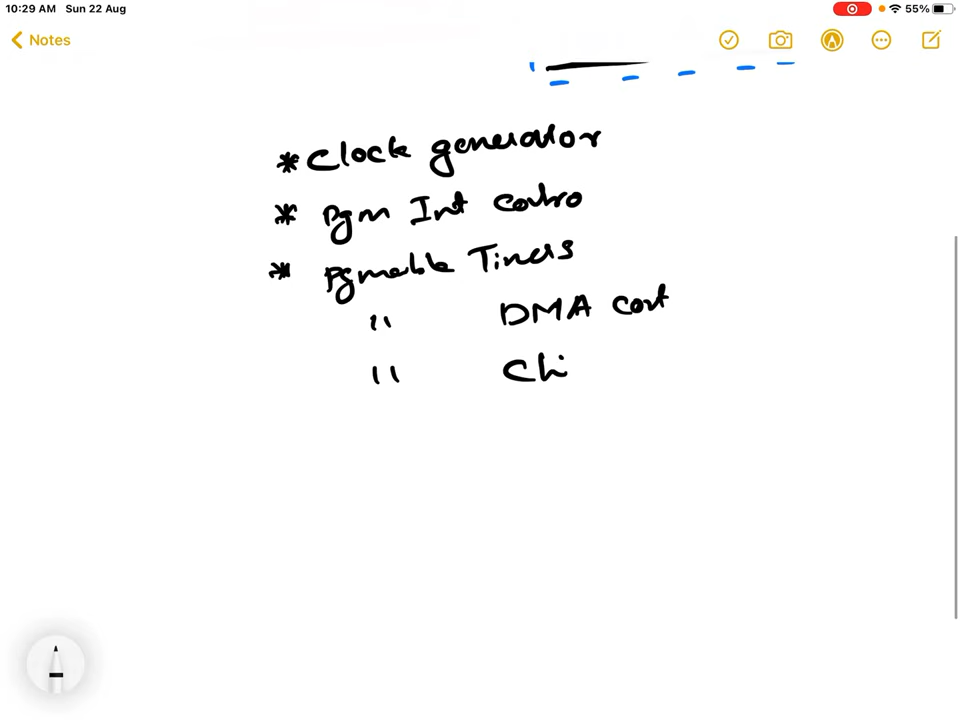 10:29 AM Sun 22 Aug 55%
Notes
* Clock generator
* Pgm Int contro
* Pgmable Timers
" DMA cont
" Chi